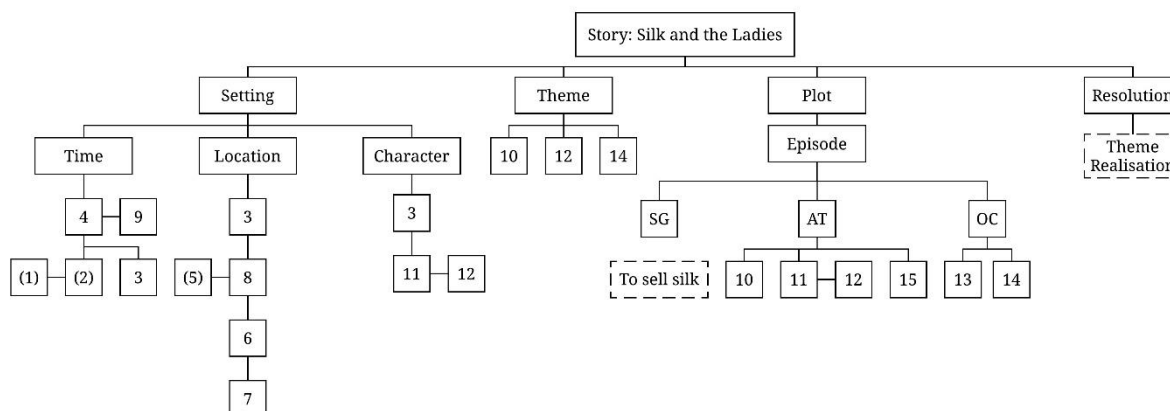 Story: Silk and the Ladies
Setting
Theme
Plot
Resolution
Time
Location
Character
10
12
14
Episode
Theme
Realisation
4
9
3
3
SG
AT
OC
(1)
(2)
3
(5)
8
11
12
To sell silk
10
11
12
15
13
14
6
7